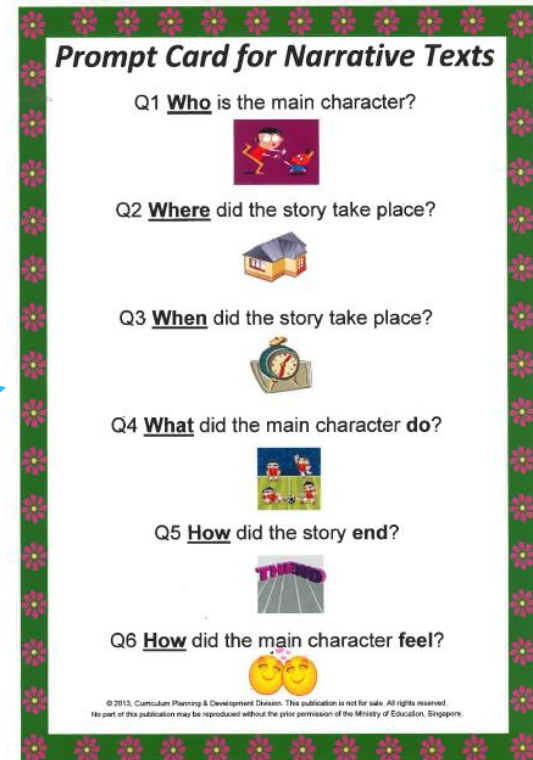 Prompt Card for Narrative Texts
Q1 Who is the main character?
Q2 Where did the story take place?
Q3 When did the story take place?
Q4 What did the main character do?
Q5 How did the story end?
THE END
Q6 How did the main character feel?
© 2013, Curriculum Planning & Development Division. This publication is not for sale. All rights reserved.
No part of this publication may be reproduced without the prior permission of the Ministry of Education, Singapore.